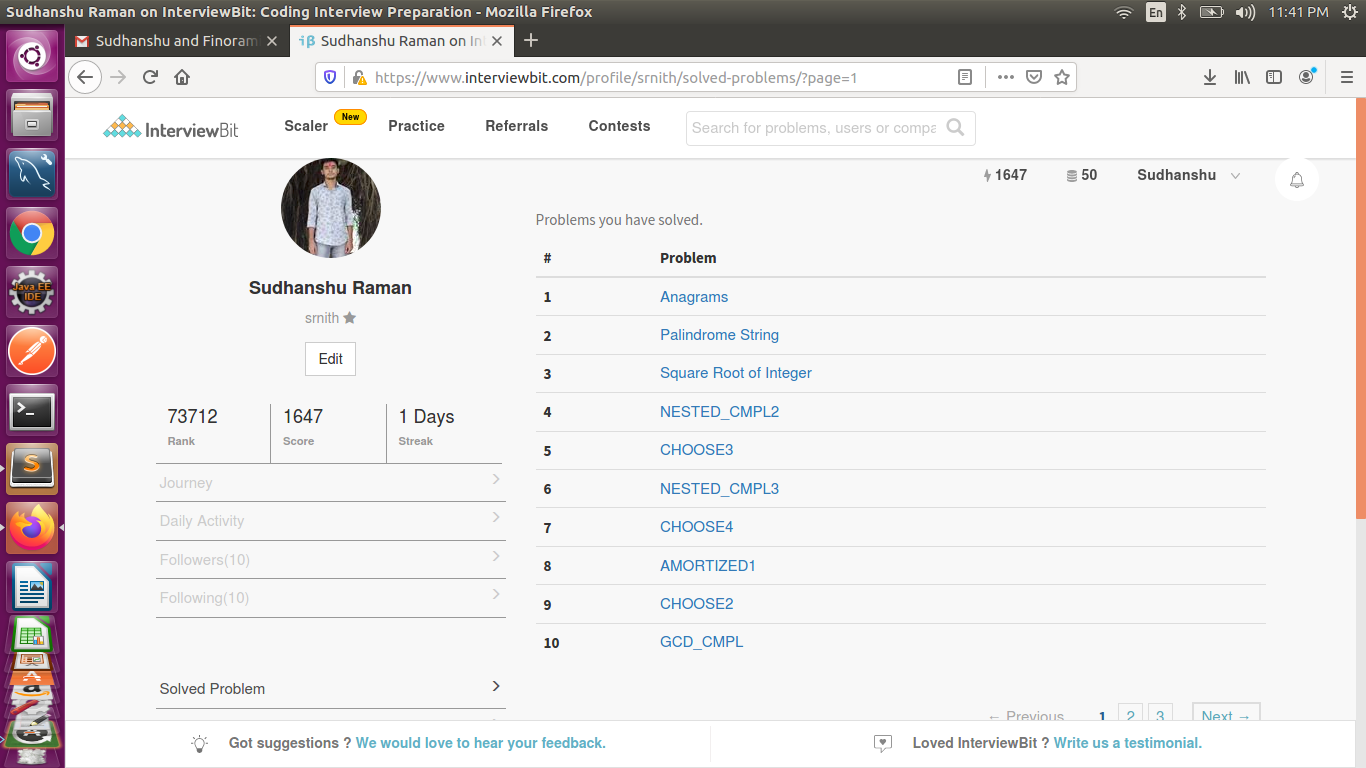 Sudhanshu Raman on InterviewBit: Coding Interview Preparation - Mozilla Firefox
En
11:41 PM
Sudhanshu and Finoram
Sudhanshu Raman on Int
https://www.interviewbit.com/profile/srnith/solved-problems/?page=1
InterviewBit
Scaler
New
Practice
Referrals
Contests
Search for problems, users or compa
1647
50
Sudhanshu
Problems you have solved.
# Problem
1 Anagrams
2 Palindrome String
3 Square Root of Integer
4 NESTED_CMPL2
5 CHOOSE3
6 NESTED_CMPL3
7 CHOOSE4
8 AMORTIZED1
9 CHOOSE2
10 GCD_CMPL
← Previous 1 2 3 Next →
Sudhanshu Raman
srnith
Edit
73712 1647 1 Days
Rank Score Streak
Journey
Daily Activity
Followers(10)
Following(10)
Solved Problem
Got suggestions ? We would love to hear your feedback.
Loved InterviewBit ? Write us a testimonial.
Java EE
IDE